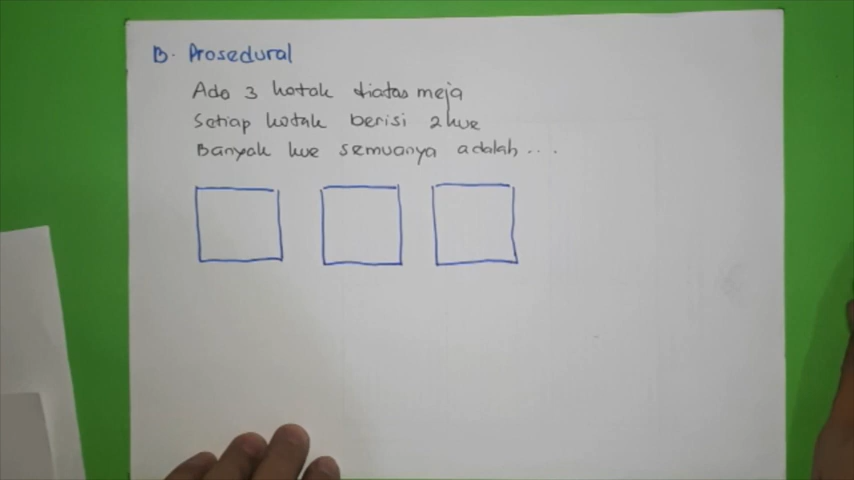 B. Prosedural
Ada 3 kotak diatas meja
Setiap kotak berisi 2 kue
Banyak kue semuanya adalah ...